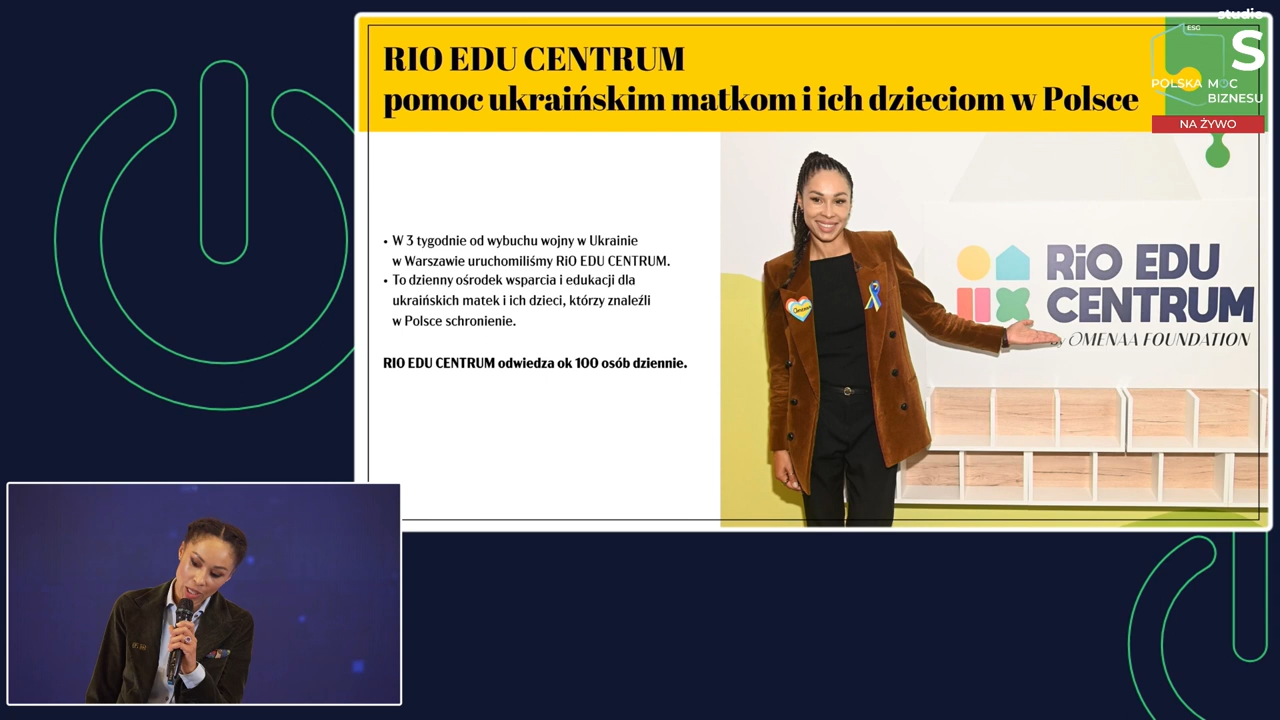 RIO EDU CENTRUM
pomoc ukraińskim matkom i ich dzieciom w Polsce
• W 3 tygodnie od wybuchu wojny w Ukrainie
w Warszawie uruchomiliśmy RiO EDU CENTRUM.
• To dzienny ośrodek wsparcia i edukacji dla
ukraińskich matek i ich dzieci, którzy znaleźli
w Polsce schronienie.
RIO EDU CENTRUM odwiedza ok 100 osób dziennie.
studio
S
ESG
POLSKA MOC
BIZNESU
NA ŻYWO
RiO EDU
CENTRUM
by OMENAA FOUNDATION
Omenaa